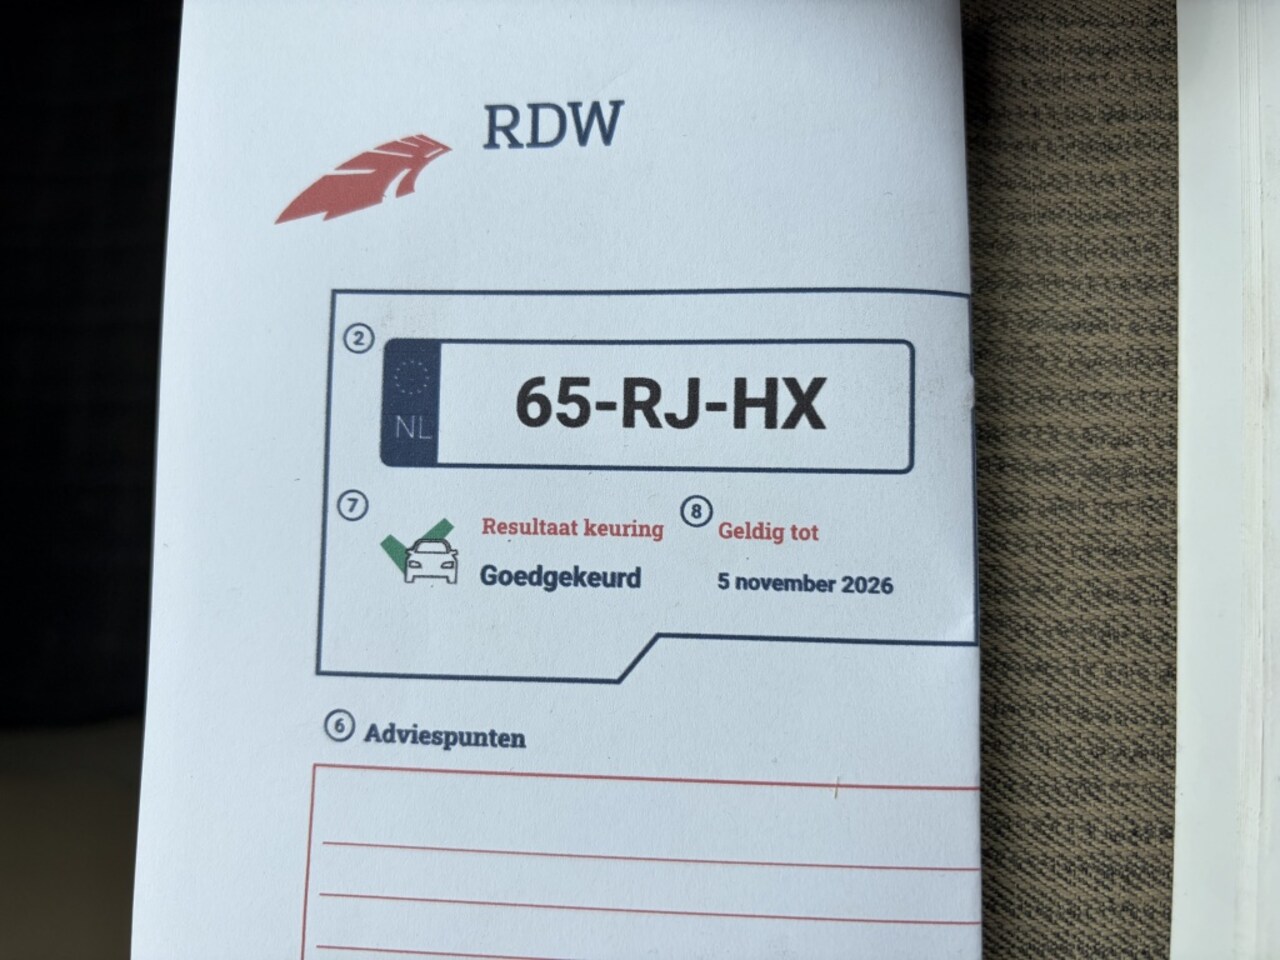 RDW
2
NL
65-RJ-HX
7
Resultaat keuring
Goedgekeurd
8
Geldig tot
5 november 2026
6 Adviespunten